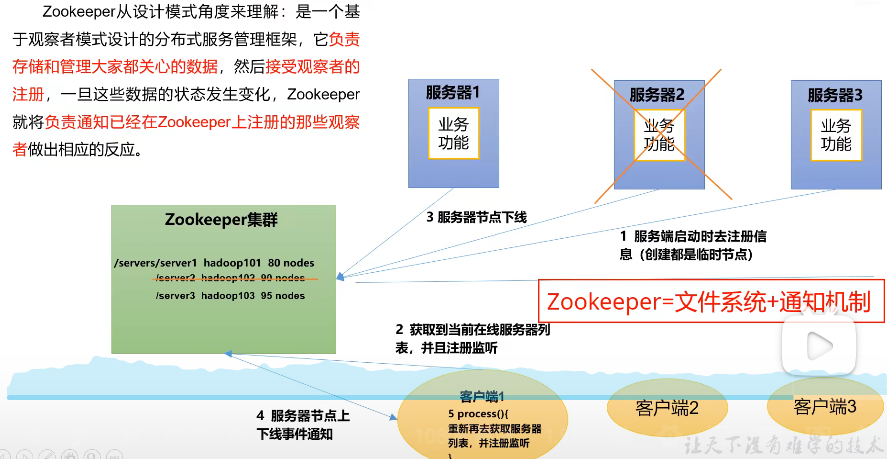 Zookeeper从设计模式角度来理解：是一个基
于观察者模式设计的分布式服务管理框架，它负责
存储和管理大家都关心的数据，然后接受观察者的
注册，一旦这些数据的状态发生变化，Zookeeper
就将负责通知已经在Zookeeper上注册的那些观察
者做出相应的反应。
服务器1
业务
功能
服务器2
业务
功能
服务器3
业务
功能
3 服务器节点下线
1 服务端启动时去注册信
息（创建都是临时节点）
Zookeeper集群
/servers/server1 hadoop101 80 nodes
/server2 hadoop102 90 nodes
/server3 hadoop103 95 nodes
Zookeeper=文件系统+通知机制
2 获取到当前在线服务器列
表，并且注册监听
4 服务器节点上
下线事件通知
客户端1
5 process(){
重新再去获取服务器
列表，并注册监听
}
客户端2
客户端3
让天下没有难学的技术